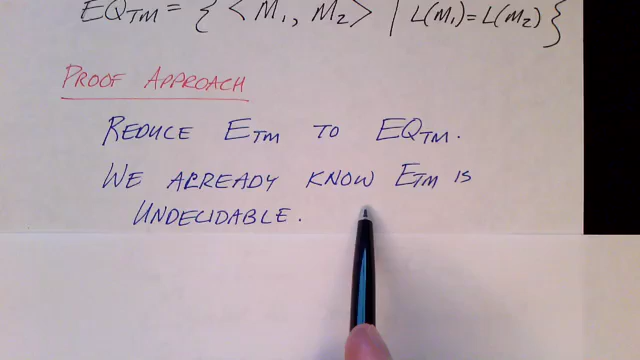 EQTM = { < M1, M2 > | L(M1) = L(M2) }
PROOF APPROACH
REDUCE ETM TO EQTM.
WE ALREADY KNOW ETM IS
UNDECIDABLE.